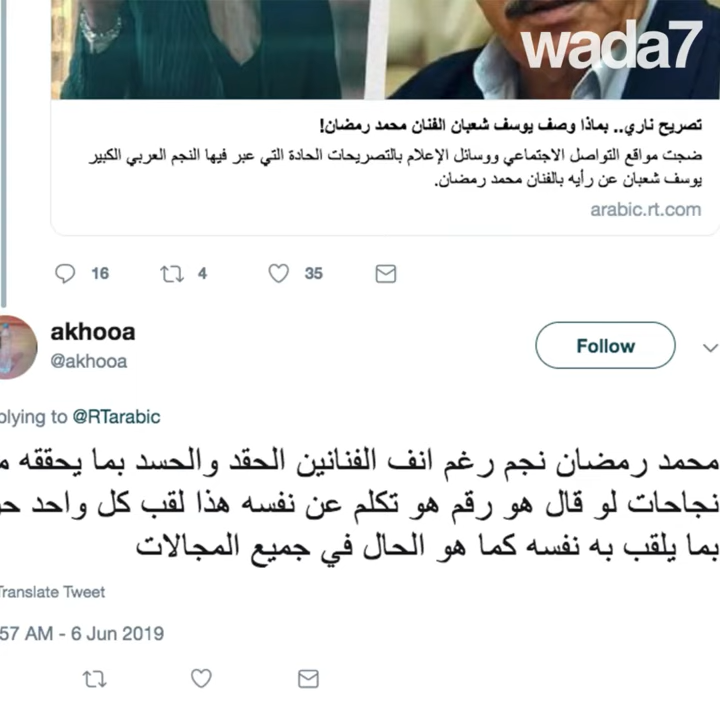 wada7
تصريح ناري.. بماذا وصف يوسف شعبان الفنان محمد رمضان!
ضجت مواقع التواصل الاجتماعي ووسائل الإعلام بالتصريحات الحادة التي عبر فيها النجم العربي الكبير
يوسف شعبان عن رأيه بالفنان محمد رمضان.
arabic.rt.com
16 4 35
akhooa
@akhooa
Follow
to @RTarabic
محمد رمضان نجم رغم انف الفنانين الحقد والحسد بما يحققه
نجاحات لو قال هو رقم هو تكلم عن نفسه هذا لقب كل واحد
بما يلقب به نفسه كما هو الحال في جميع المجالات
Translate Tweet
57 AM - 6 Jun 2019